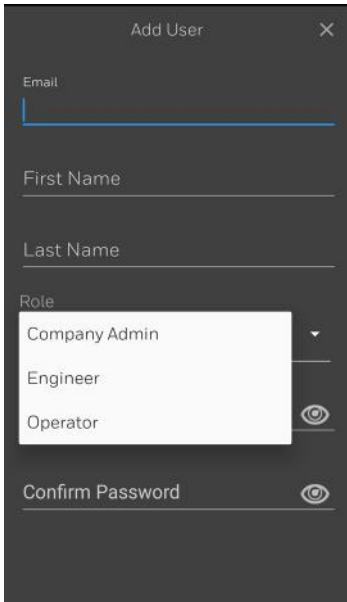 Add User
Email
First Name
Last Name
Role
Company Admin
Engineer
Operator
Confirm Password